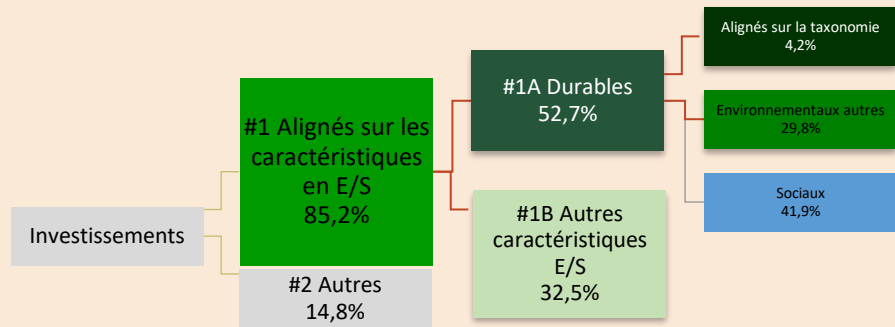 Investissements
#1 Alignés sur les
caractéristiques
en E/S
85,2%
#2 Autres
14,8%
#1A Durables
52,7%
#1B Autres
caractéristiques
E/S
32,5%
Alignés sur la taxonomie
4,2%
Environnementaux autres
29,8%
Sociaux
41,9%